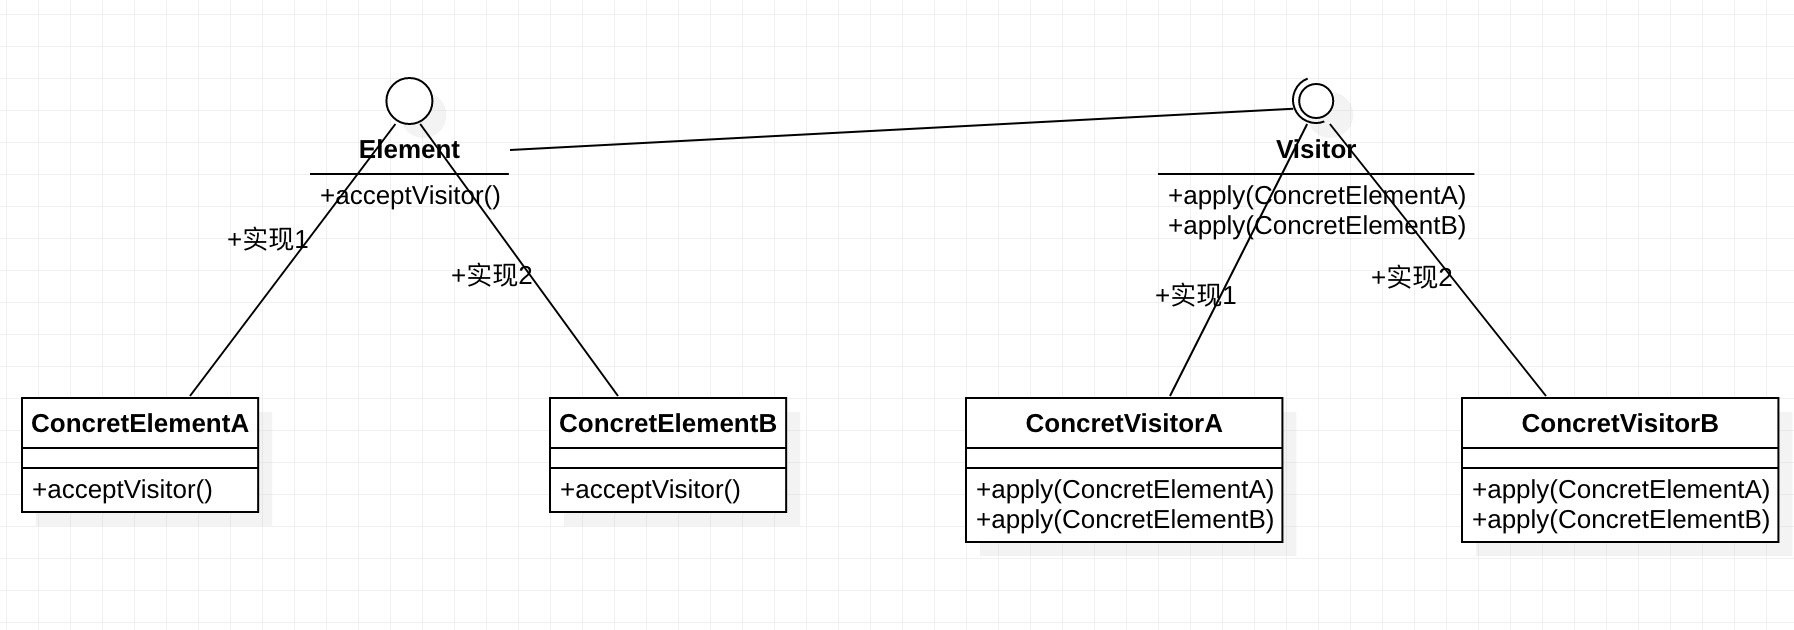 Element
+acceptVisitor()
+实现1
+实现2
ConcretElementA
+acceptVisitor()
ConcretElementB
+acceptVisitor()
Visitor
+apply(ConcretElementA)
+apply(ConcretElementB)
+实现1
+实现2
ConcretVisitorA
+apply(ConcretElementA)
+apply(ConcretElementB)
ConcretVisitorB
+apply(ConcretElementA)
+apply(ConcretElementB)